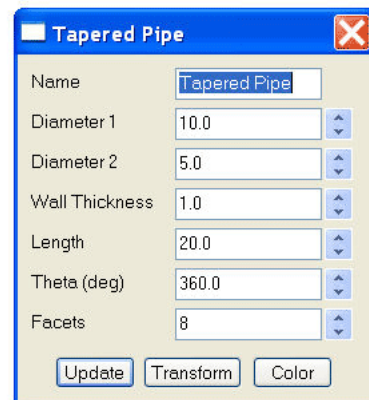 Tapered Pipe
Name Tapered Pipe
Diameter 1 10.0
Diameter 2 5.0
Wall Thickness 1.0
Length 20.0
Theta (deg) 360.0
Facets 8
Update Transform Color